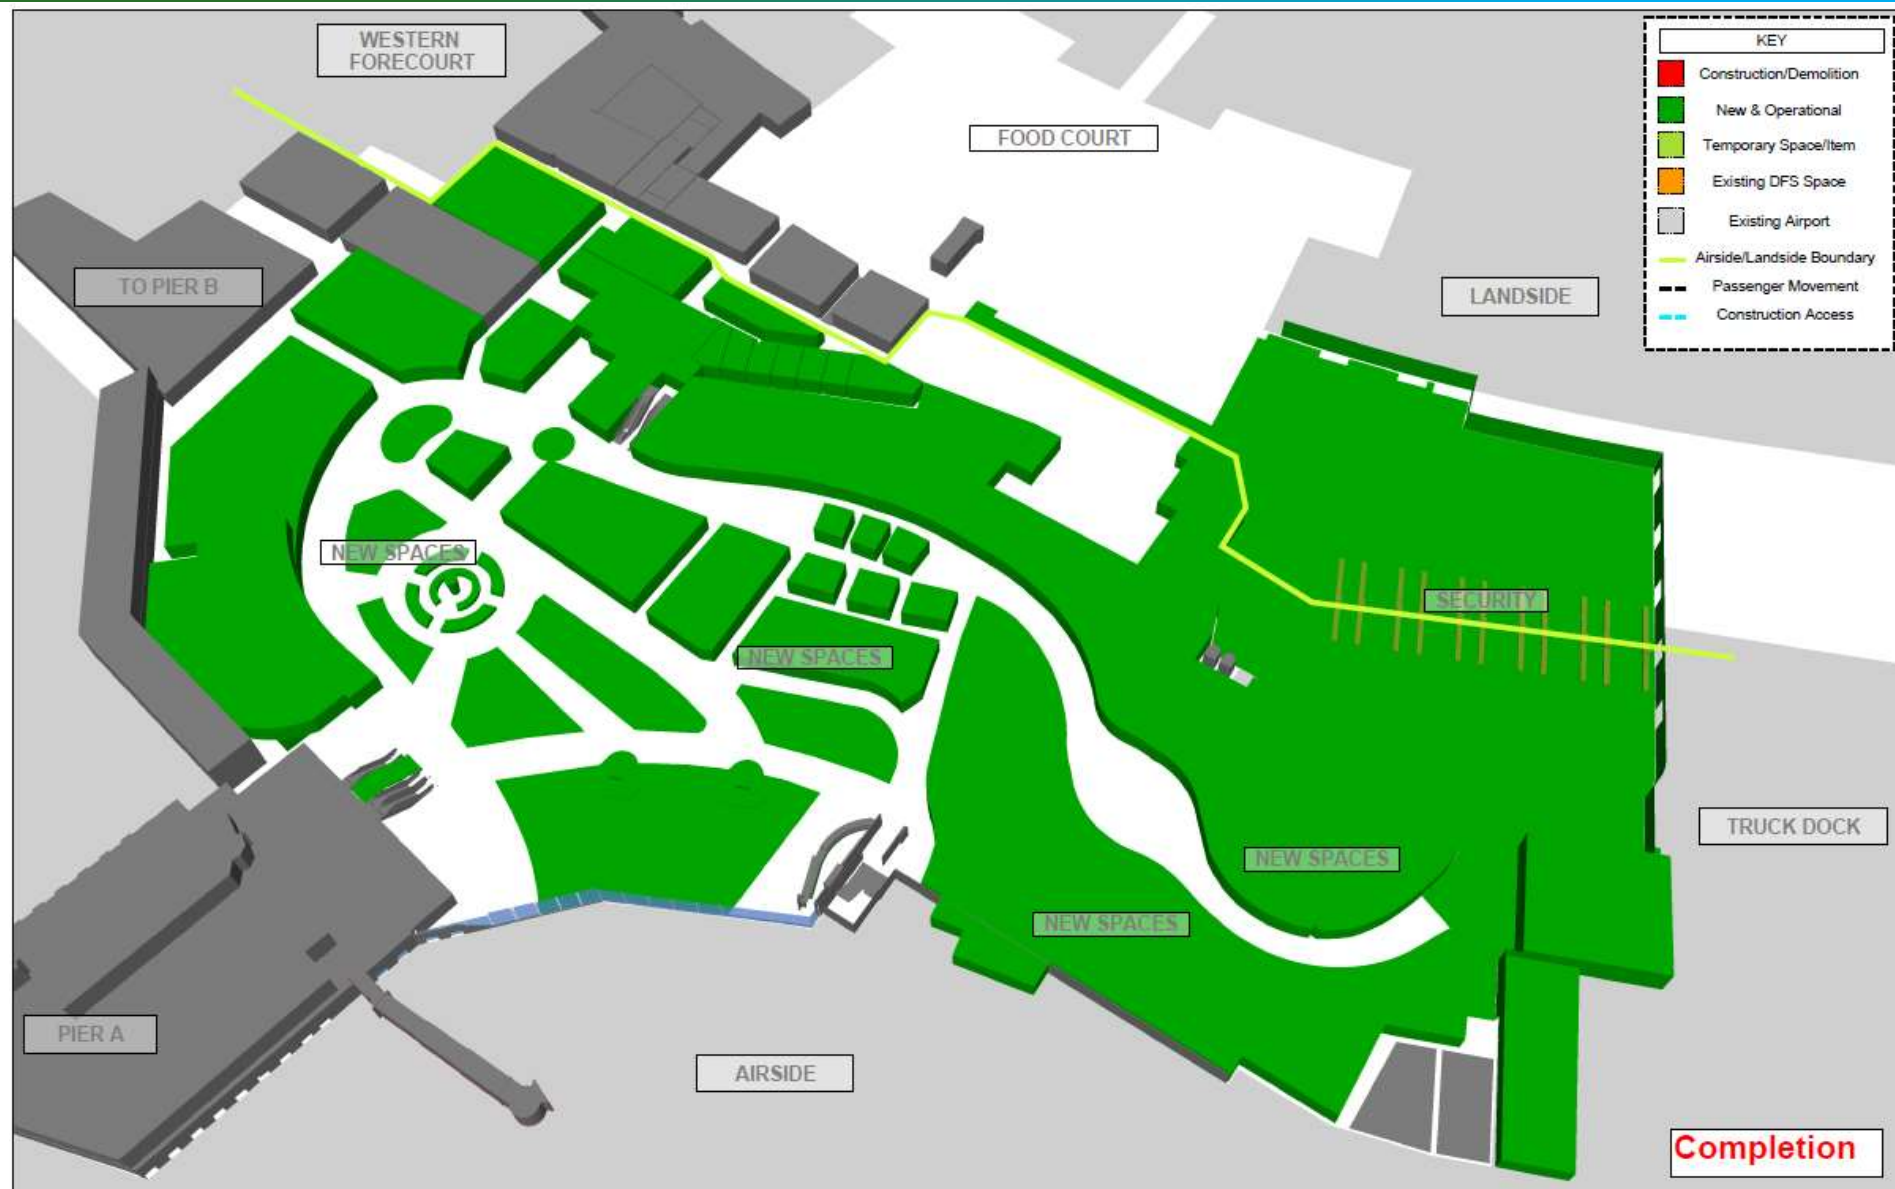 WESTERN
FORECOURT
FOOD COURT
TO PIER B
LANDSIDE
KEY
Construction/Demolition
New & Operational
Temporary Space/Item
Existing DFS Space
Existing Airport
Airside/Landside Boundary
Passenger Movement
Construction Access
NEW SPACES
SECURITY
NEW SPACES
TRUCK DOCK
NEW SPACES
NEW SPACES
PIER A
AIRSIDE
Completion